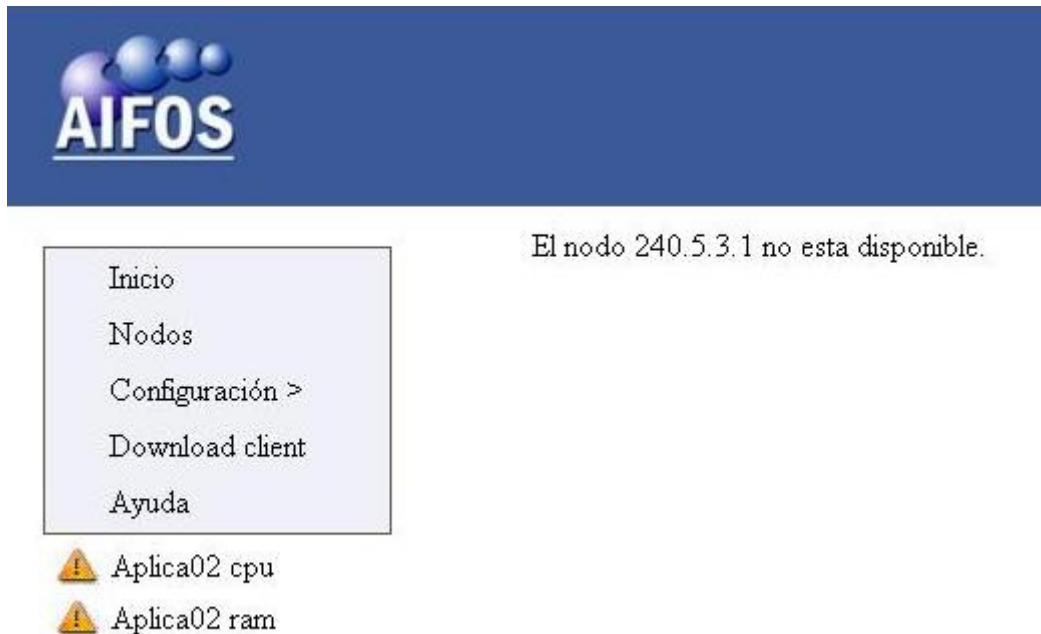 AIFOS
El nodo 240.5.3.1 no esta disponible.
Inicio
Nodos
Configuración >
Download client
Ayuda
Aplica02 cpu
Aplica02 ram